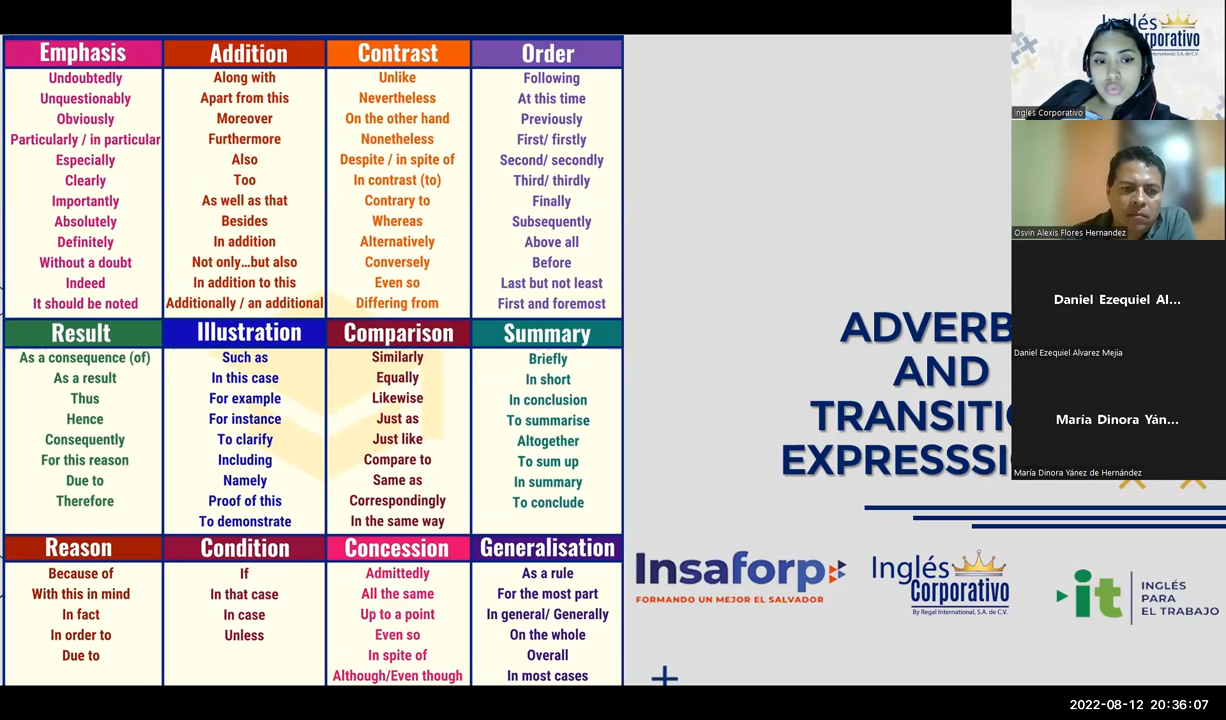 Emphasis
Undoubtedly
Unquestionably
Obviously
Particularly / in particular
Especially
Clearly
Importantly
Absolutely
Definitely
Without a doubt
Indeed
It should be noted
Addition
Along with
Apart from this
Moreover
Furthermore
Also
Too
As well as that
Besides
In addition
Not only...but also
In addition to this
Additionally / an additional
Contrast
Unlike
Nevertheless
On the other hand
Nonetheless
Despite / in spite of
In contrast (to)
Contrary to
Whereas
Alternatively
Conversely
Even so
Differing from
Order
Following
At this time
Previously
First/ firstly
Second/ secondly
Third/ thirdly
Finally
Subsequently
Above all
Before
Last but not least
First and foremost
Result
As a consequence (of)
As a result
Thus
Hence
Consequently
For this reason
Due to
Therefore
Illustration
Such as
In this case
For example
For instance
To clarify
Including
Namely
Proof of this
To demonstrate
Comparison
Similarly
Equally
Likewise
Just as
Just like
Compare to
Same as
Correspondingly
In the same way
Summary
Briefly
In short
In conclusion
To summarise
Altogether
To sum up
In summary
To conclude
Reason
Because of
With this in mind
In fact
In order to
Due to
Condition
If
In that case
In case
Unless
Concession
Admittedly
All the same
Up to a point
Even so
In spite of
Although/Even though
Generalisation
As a rule
For the most part
In general/ Generally
On the whole
Overall
In most cases
ADVERB
AND
TRANSITIO
EXPRESSSI
Insaforp
FORMANDO UN MEJOR EL SALVADOR
Inglés
Corporativo
By Regal International, S.A. de C.V.
it
INGLÉS
PARA
EL TRABAJO
Inglés
Corporativo
Ingles Corporativo
Osvin Alexis Flores Hernandez
Daniel Ezequiel Al...
Daniel Ezequiel Alvarez Mejia
María Dinora Yán...
María Dinora Yánez de Hernández
2022-08-12 20:36:07